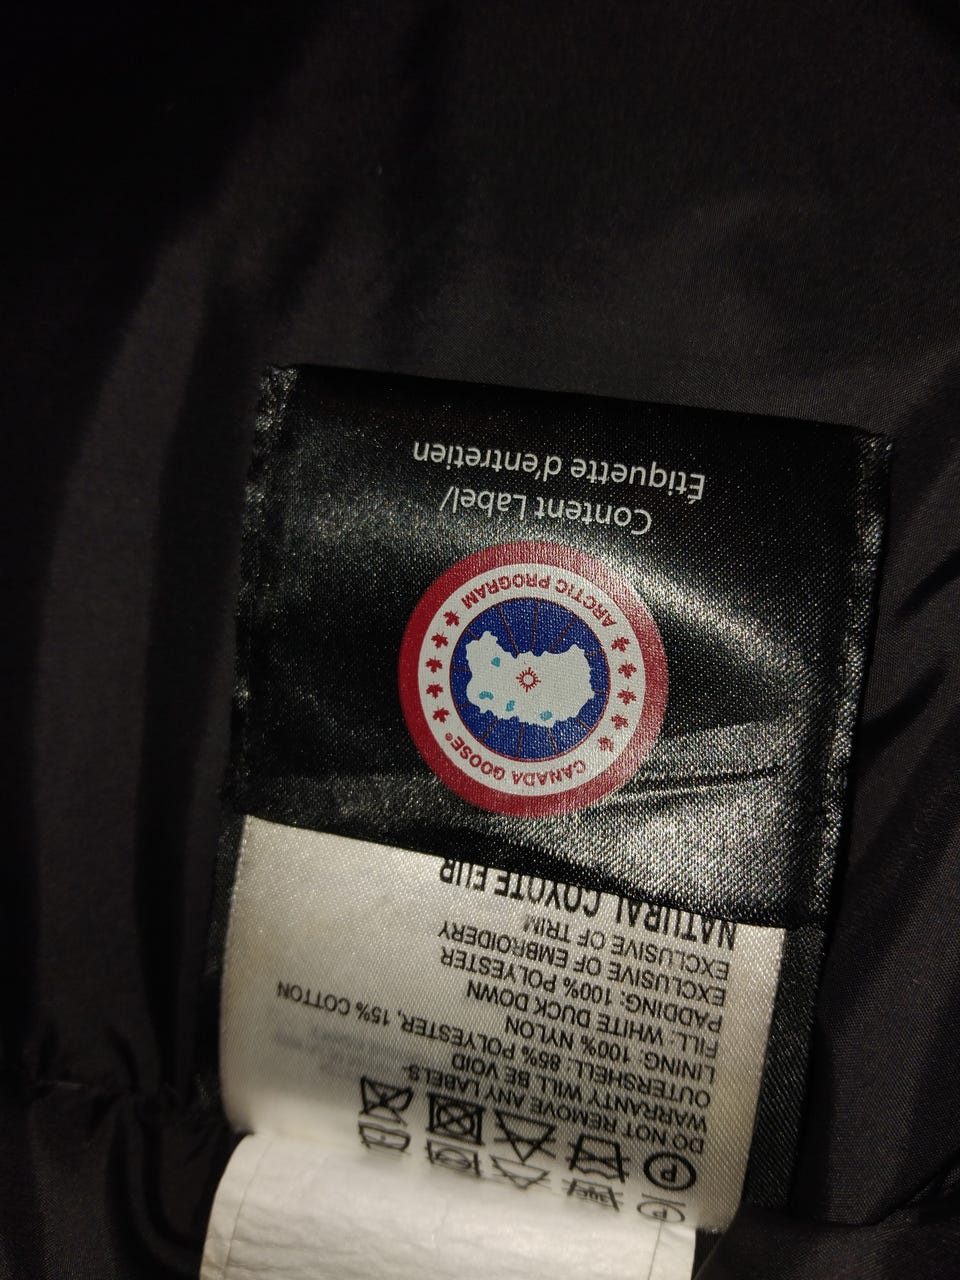 Étiquette d'entretien
Content Label/
ARCTIC PROGRAM
CANADA GOOSE®
NATURAL COYOTE FUR
EXCLUSIVE OF TRIM
EXCLUSIVE OF EMBROIDERY
PADDING: 100% POLYESTER
FILL: WHITE DUCK DOWN
LINING: 100% NYLON
OUTERSHELL: 85% POLYESTER, 15% COTTON
WARRANTY WILL BE VOID
DO NOT REMOVE ANY LABELS.
P
P